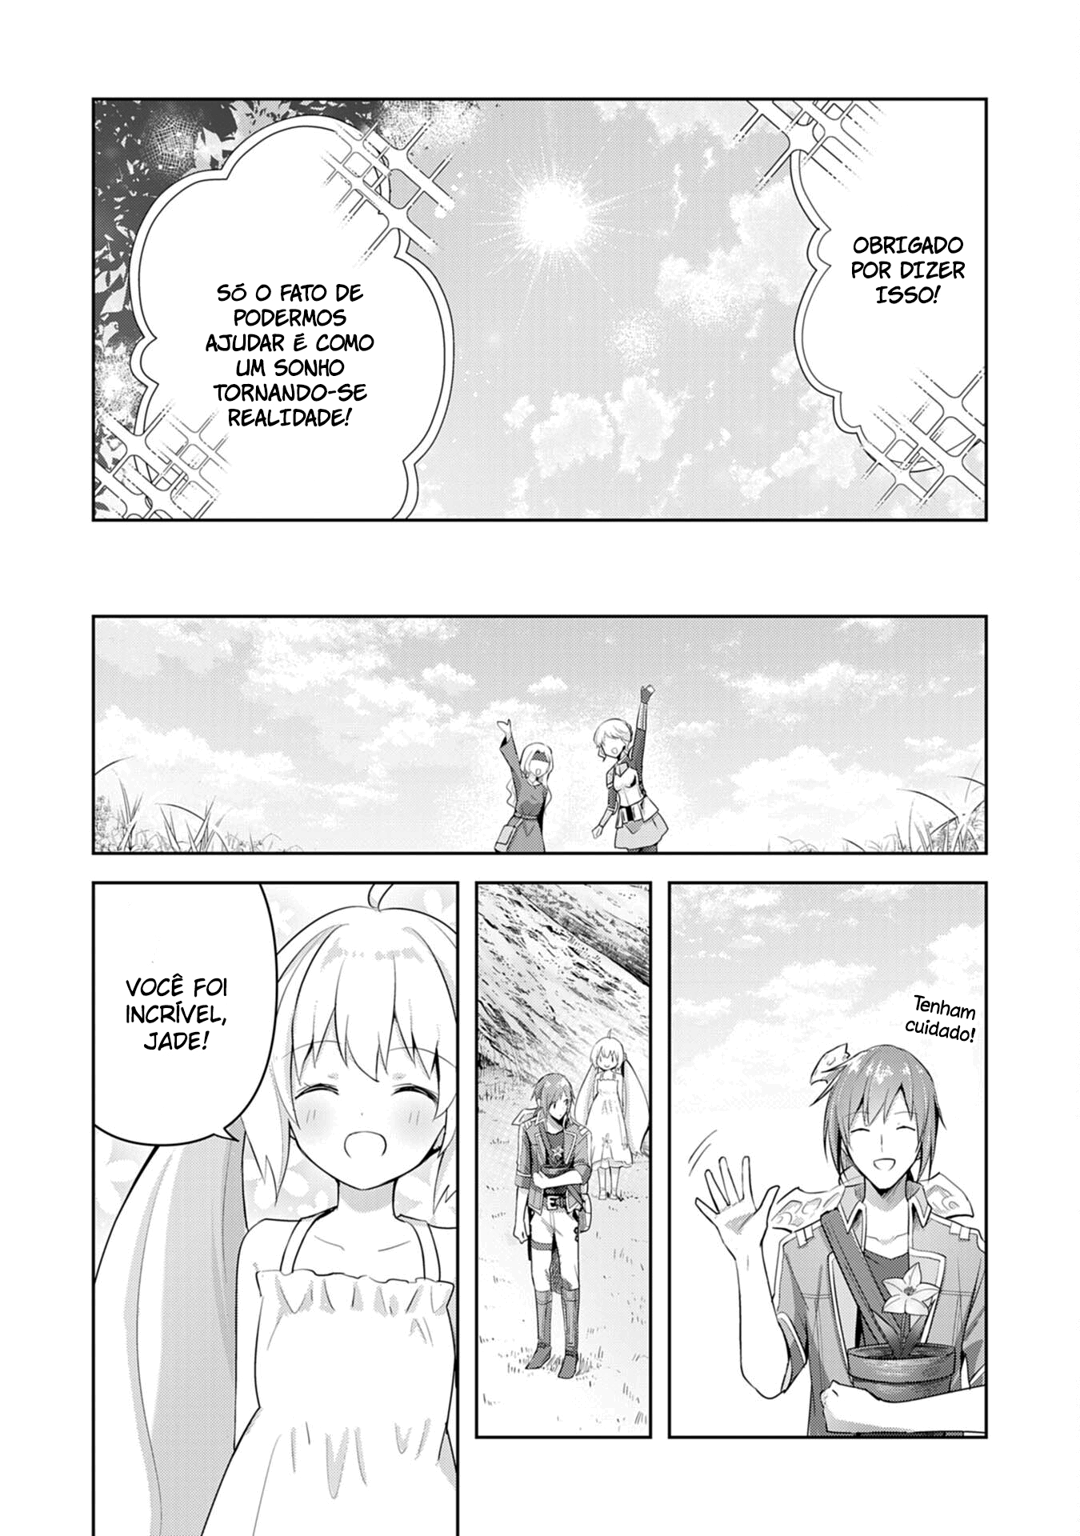 OBRIGADO
POR DIZER
ISSO!
SÓ O FATO DE
PODERMOS
AJUDAR É COMO
UM SONHO
TORNANDO-SE
REALIDADE!
Tenham
cuidado!
VOCÊ FOI
INCRÍVEL,
JADE!